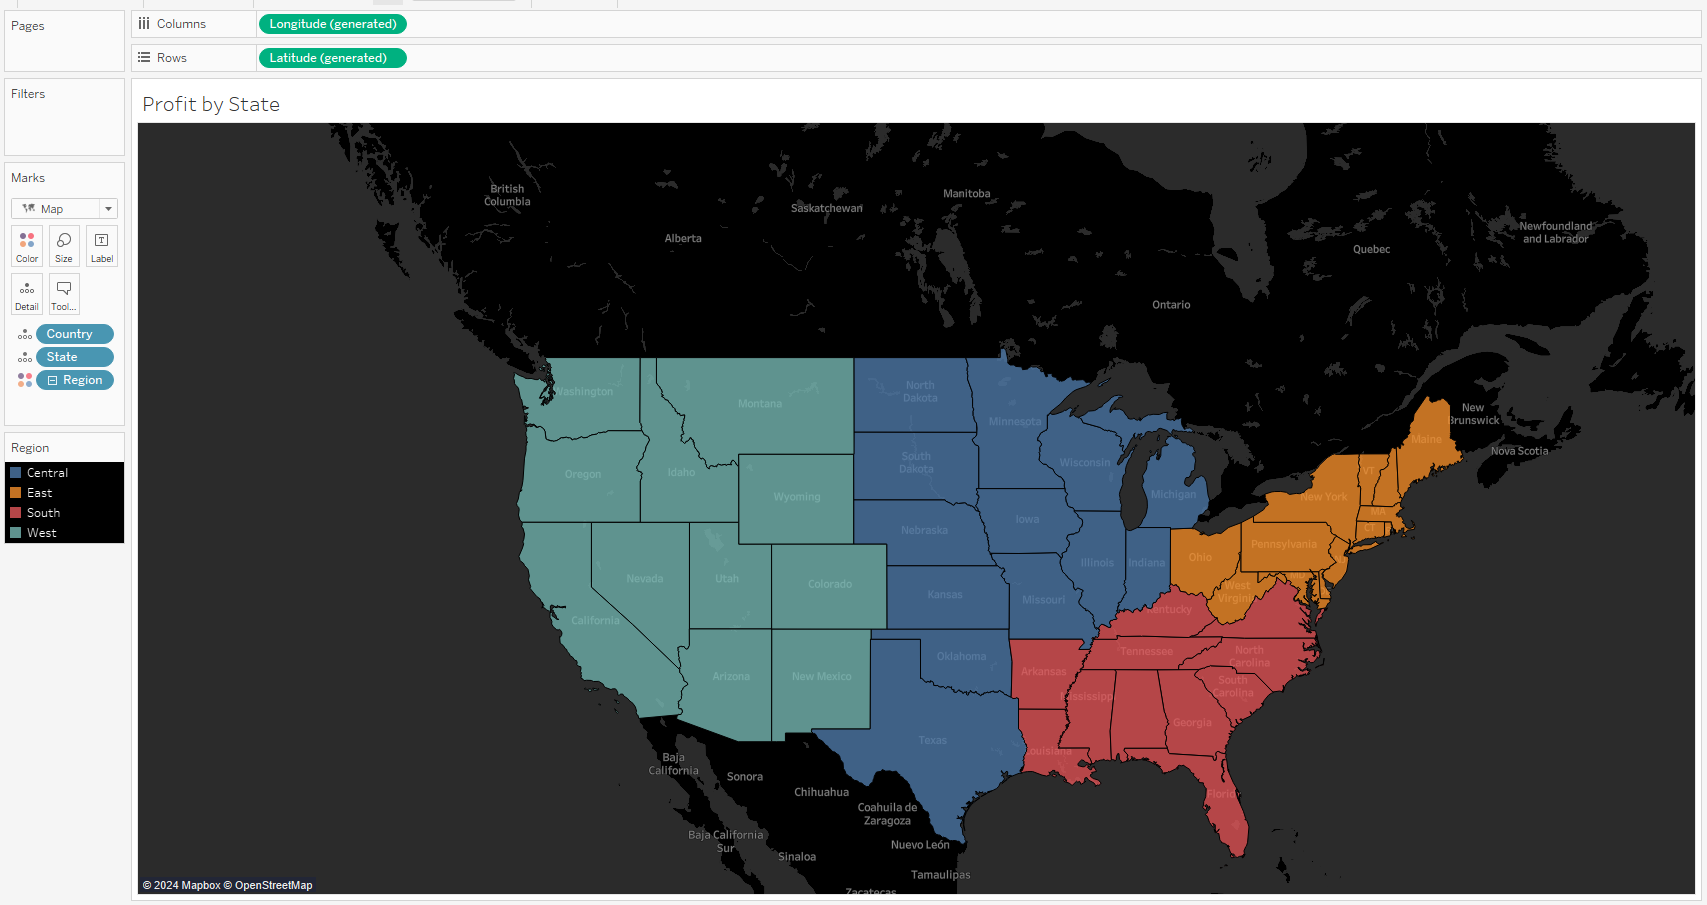 Pages
Columns
Longitude (generated)
Rows
Latitude (generated)
Filters
Marks
Map
Color
Size
Label
Detail
Tool...
Country
State
Region
Region
Central
East
South
West
Profit by State
British
Columbia
Alberta
Saskatchewan
Manitoba
Ontario
Quebec
Newfoundland
and Labrador
New
Brunswick
Nova Scotia
Washington
Montana
North
Dakota
Minnesota
Maine
Oregon
Idaho
South
Dakota
Wisconsin
VT
Wyoming
Michigan
New York
MA
Iowa
CT
Nebraska
Pennsylvania
Ohio
Nevada
Utah
Colorado
Illinois
Indiana
Kansas
Missouri
West
Virgini
California
entucky
Oklahoma
Tennessee
North
Carolina
Arizona
New Mexico
Arkansas
South
Carolina
ississipp
Georgia
Texas
ouisiana
Florid
Baja
California
Sonora
Chihuahua
Coahuila de
Zaragoza
Baja California
Sur
Nuevo León
Sinaloa
Tamaulipas
Zacatecas
© 2024 Mapbox © OpenStreetMap